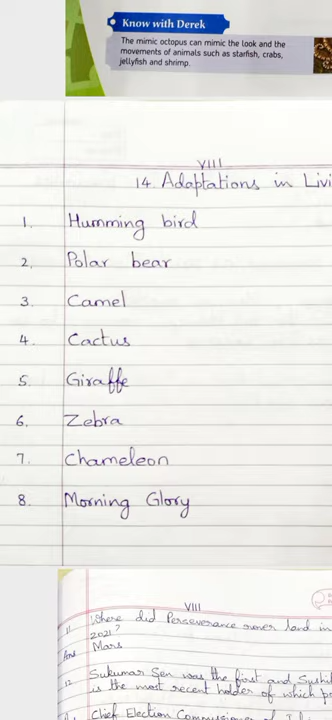 Know with Derek
The mimic octopus can mimic the look and the
movements of animals such as starfish, crabs,
jellyfish and shrimp.
VIII
14. Adaptations in Livi
1. Humming bird
2. Polar bear
3. Camel
4. Cactus
5. Giraffe
6. Zebra
7. Chameleon
8. Morning Glory
VIII
11. Where did Perseverance rover land in
2021?
Ans Mars
12. Sukumar Sen was the first and Sushil
is the most recent holder of which
Chief Election Commissioner of